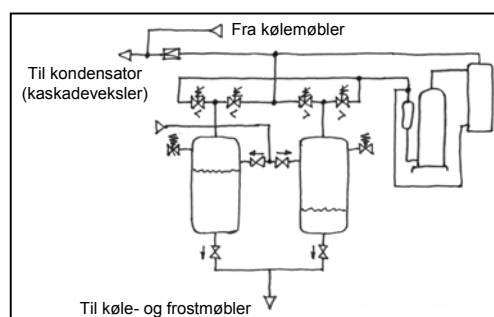 Fra kølemøbler
Til kondensator
(kaskadeveksler)
Til køle- og frostmøbler